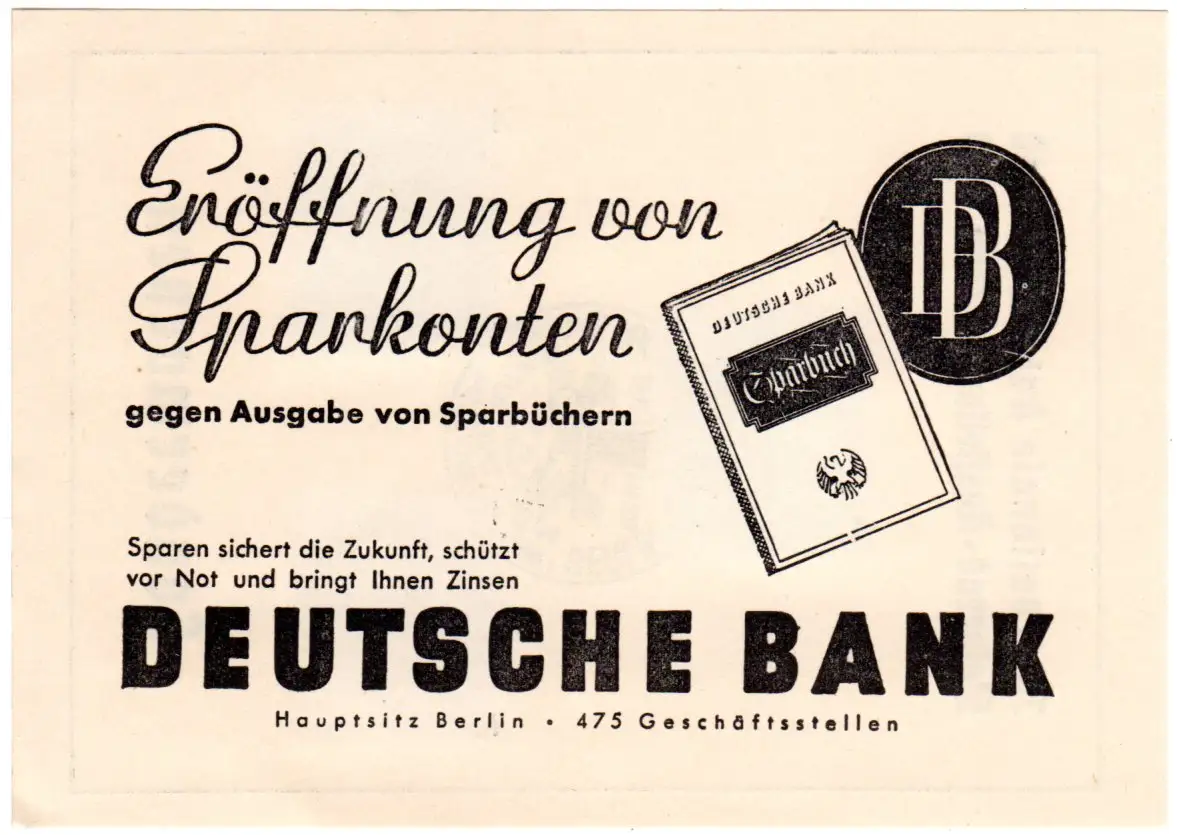 Eröffnung von
Sparkonten
gegen Ausgabe von Sparbüchern
DB
DEUTSCHE BANK
Sparbuch
Sparen sichert die Zukunft, schützt
vor Not und bringt Ihnen Zinsen
DEUTSCHE BANK
Hauptsitz Berlin • 475 Geschäftsstellen